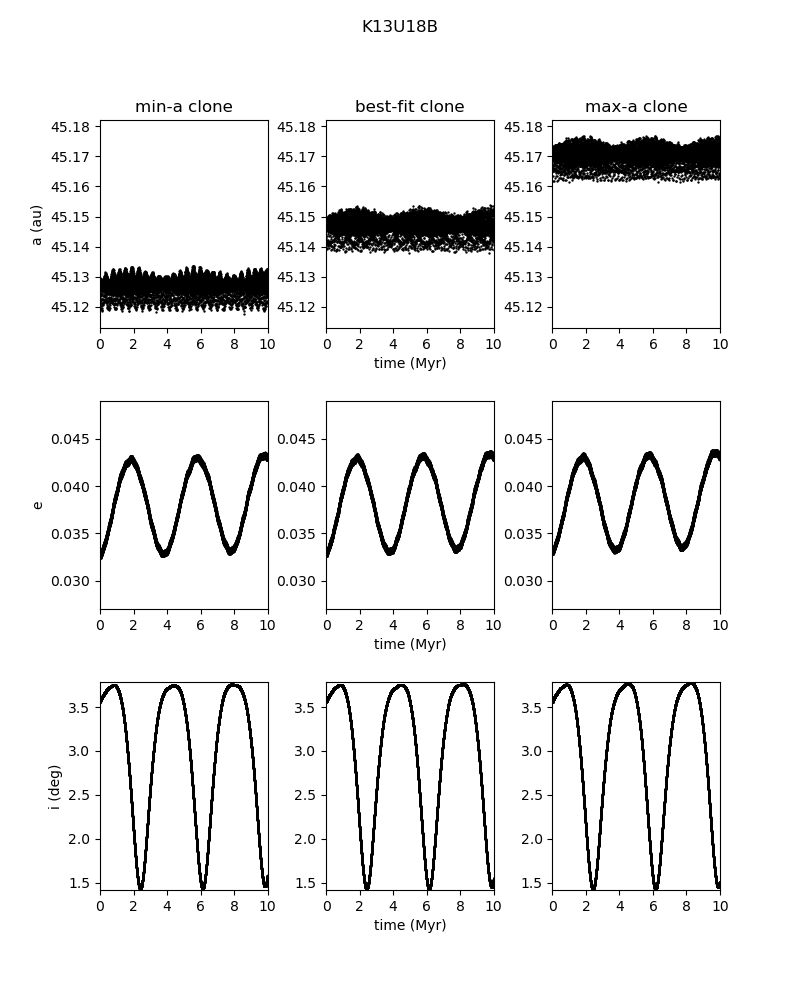 K13U18B
min-a clone best-fit clone max-a clone
45.18 45.18 45.18
45.17 45.17 45.17
45.16 45.16 45.16
45.15 45.15 45.15
a (au)
45.14 45.14 45.14
45.13 45.13 45.13
45.12 45.12 45.12
0 2 4 6 8 10 0 2 4 6 8 10 0 2 4 6 8 10
time (Myr)
0.045 0.045 0.045
0.040 0.040 0.040
e
0.035 0.035 0.035
0.030 0.030 0.030
0 2 4 6 8 10 0 2 4 6 8 10 0 2 4 6 8 10
time (Myr)
3.5 3.5 3.5
3.0 3.0 3.0
i (deg)
2.5 2.5 2.5
2.0 2.0 2.0
1.5 1.5 1.5
0 2 4 6 8 10 0 2 4 6 8 10 0 2 4 6 8 10
time (Myr)